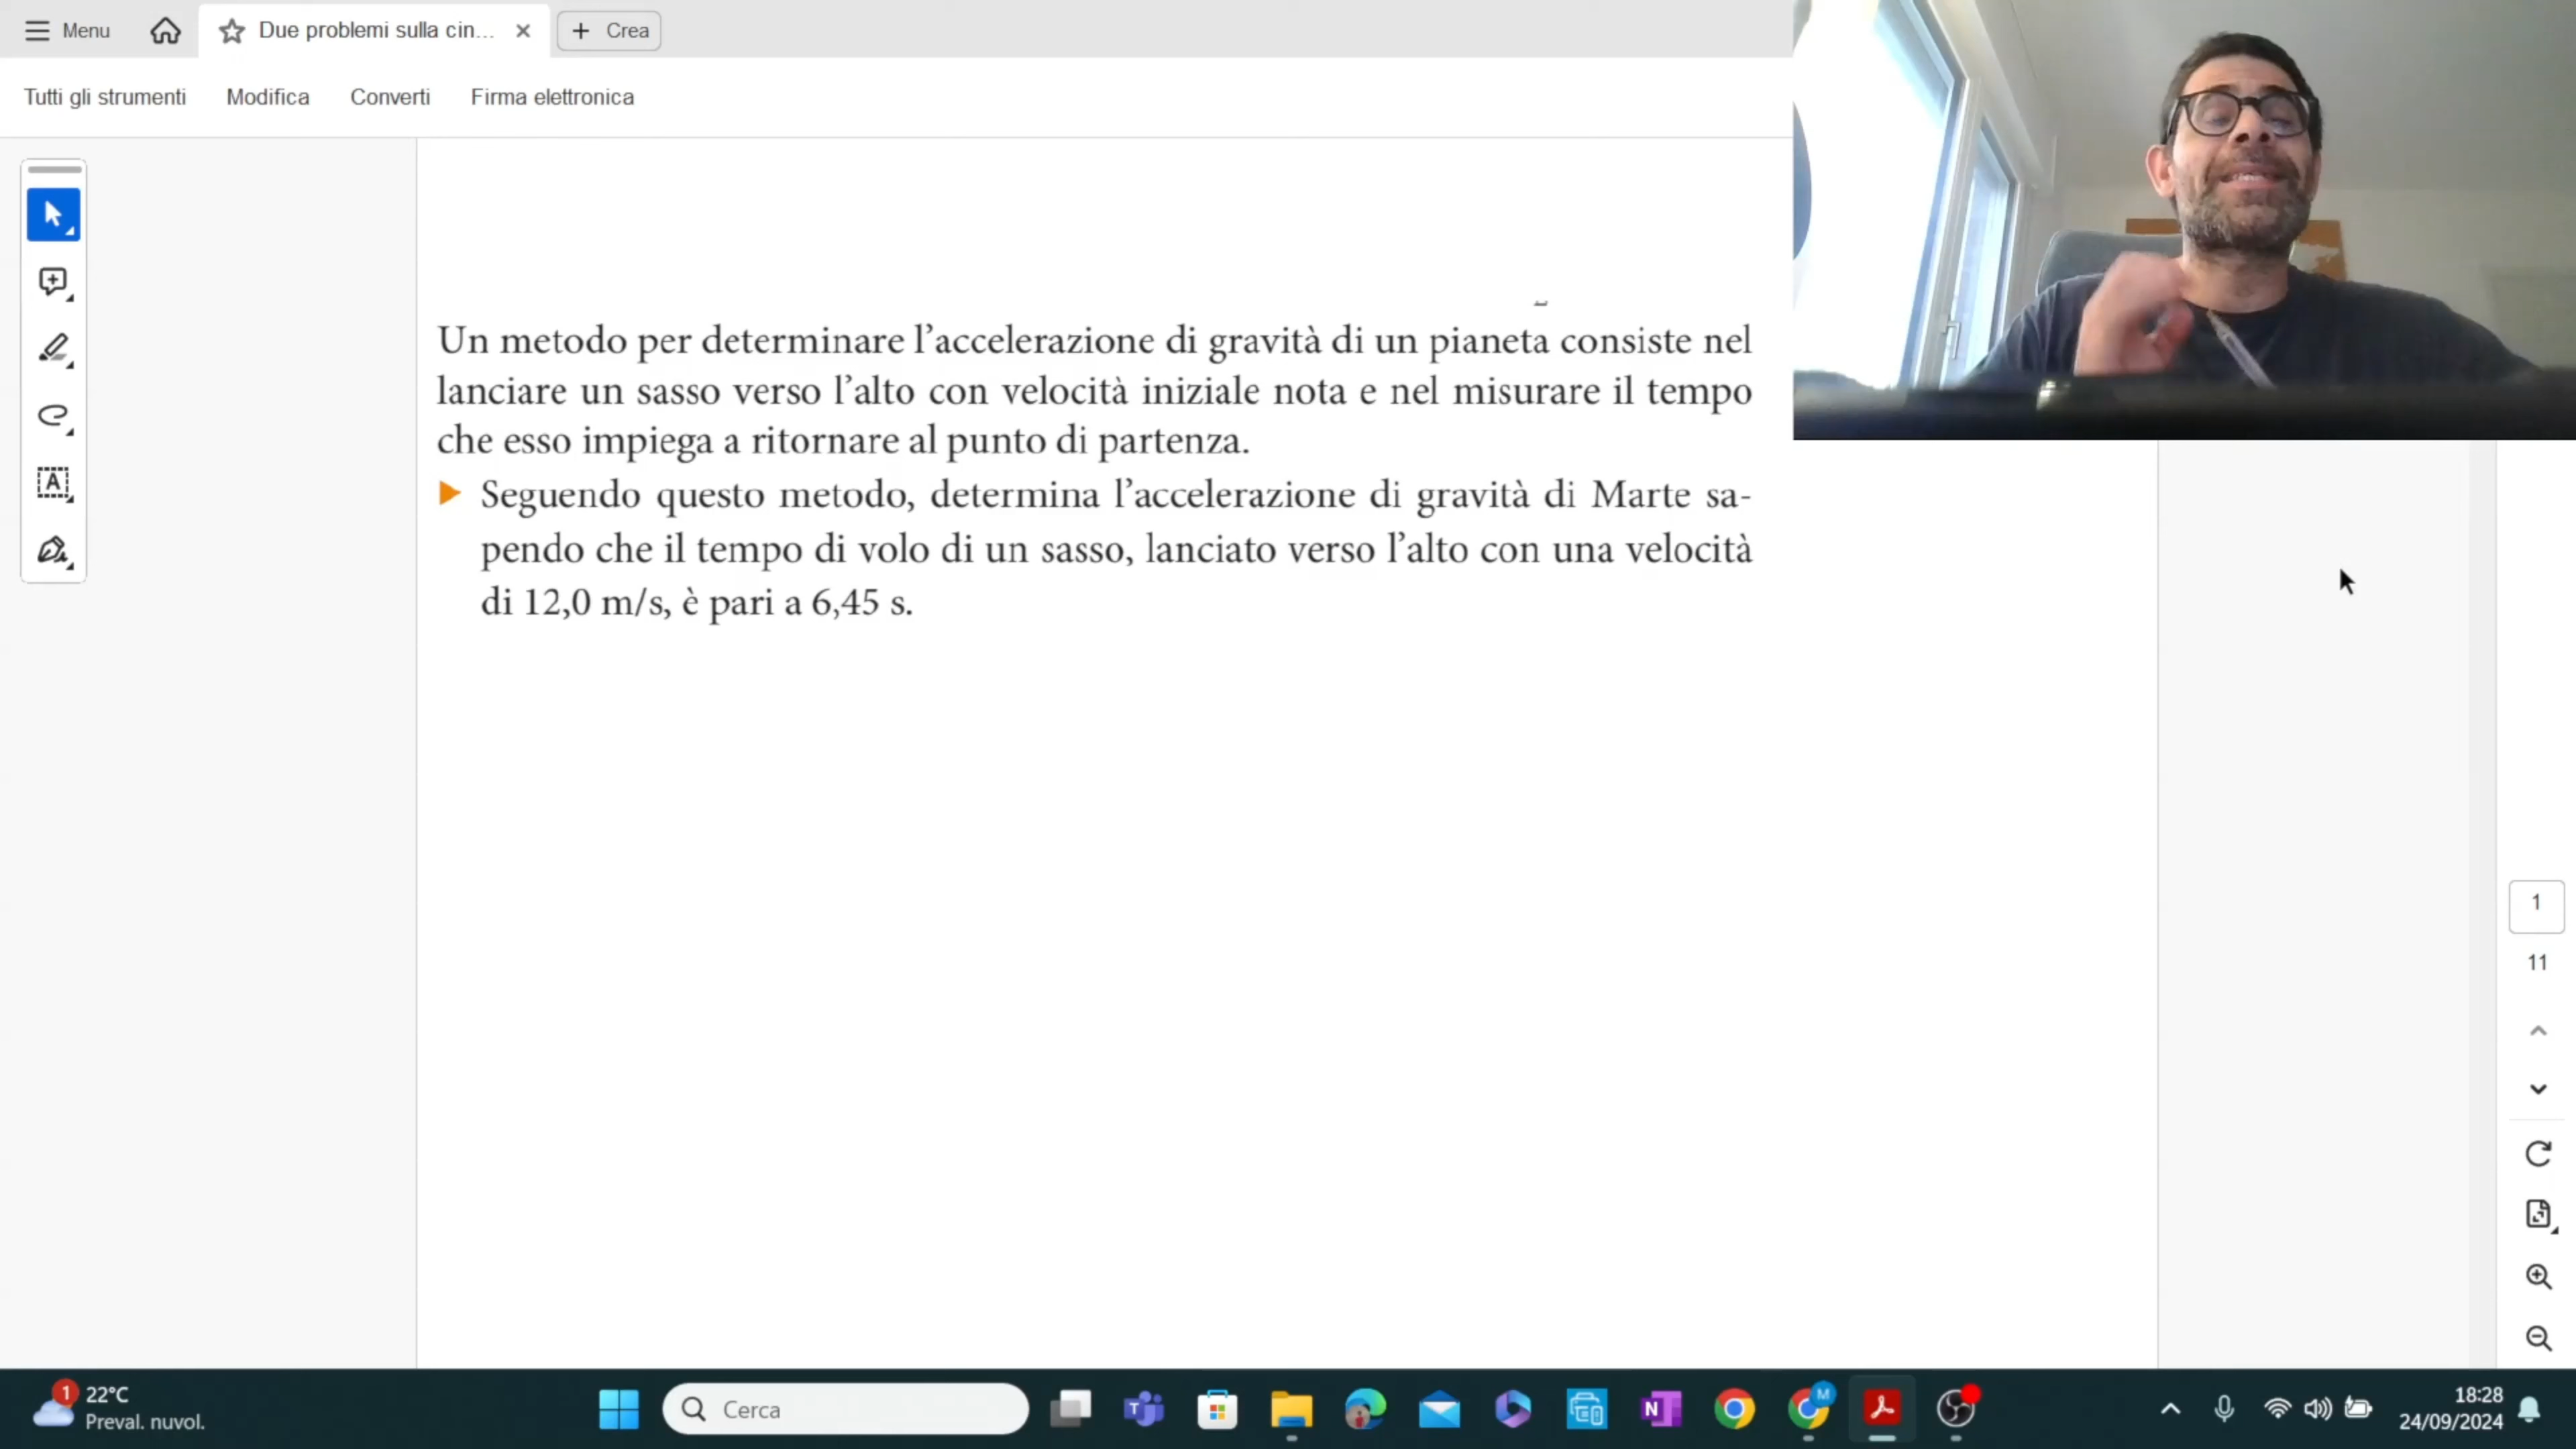 Menu
Due problemi sulla cin...
Crea
Tutti gli strumenti
Modifica
Converti
Firma elettronica
Un metodo per determinare l'accelerazione di gravità di un pianeta consiste nel
lanciare un sasso verso l'alto con velocità iniziale nota e nel misurare il tempo
che esso impiega a ritornare al punto di partenza.
Seguendo questo metodo, determina l'accelerazione di gravità di Marte sa-
pendo che il tempo di volo di un sasso, lanciato verso l'alto con una velocità
di 12,0 m/s, è pari a 6,45 s.
1
11
1
22°C
Preval. nuvol.
Cerca
M
18:28
24/09/2024